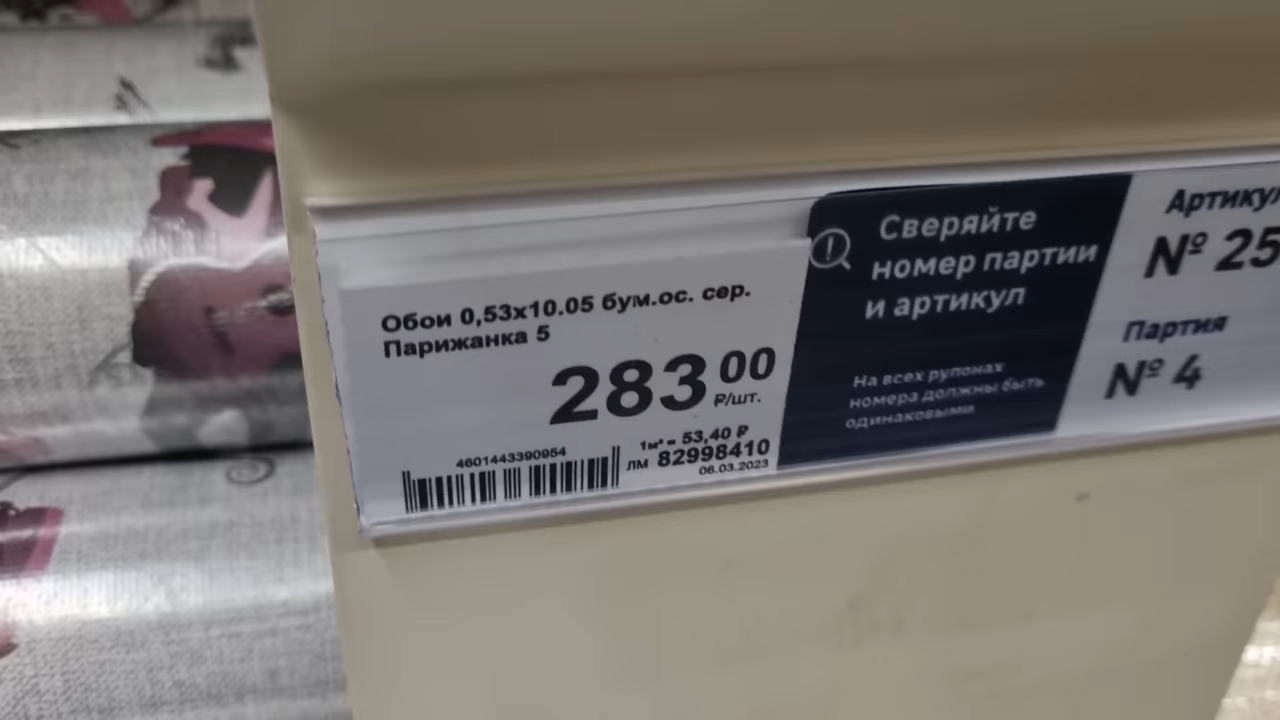 Обои 0,53x10.05 бум.ос. сер.
Парижанка 5
283 00
₽/шт.
1м² = 53,40 ₽
4601443390954
ЛМ 82998410
06.03.2023
Сверяйте
номер партии
и артикул
На всех рулонах
номера должны быть
одинаковыми
Артикул
№ 25
Партия
№ 4